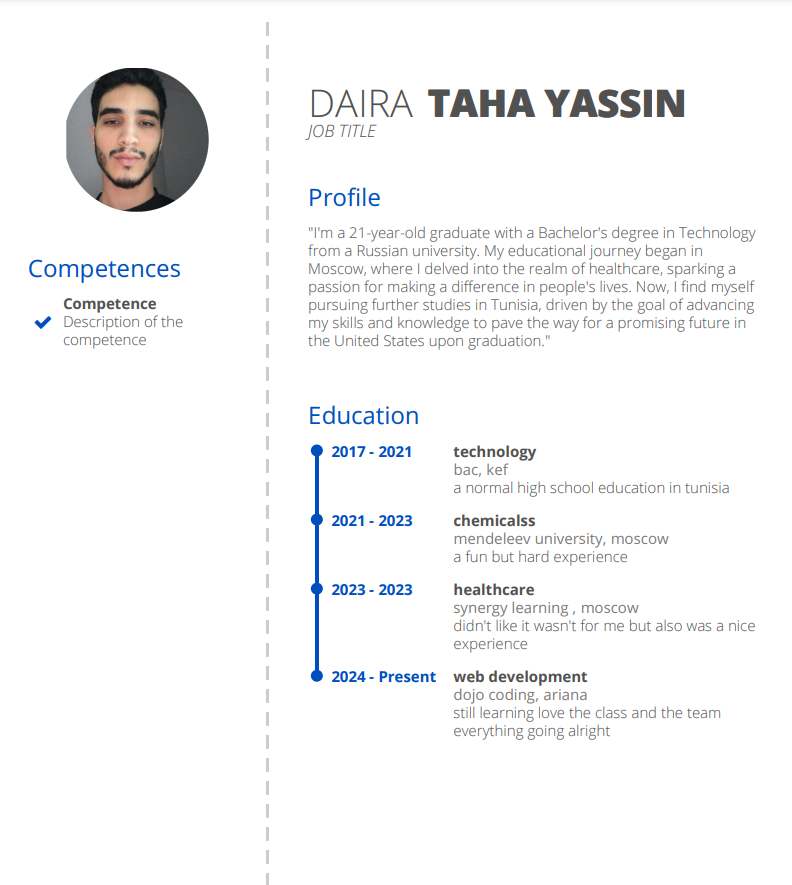 DAIRA TAHA YASSIN
JOB TITLE
Competences
Competence
Description of the
competence
Profile
"I'm a 21-year-old graduate with a Bachelor's degree in Technology
from a Russian university. My educational journey began in
Moscow, where I delved into the realm of healthcare, sparking a
passion for making a difference in people's lives. Now, I find myself
pursuing further studies in Tunisia, driven by the goal of advancing
my skills and knowledge to pave the way for a promising future in
the United States upon graduation."
Education
2017 - 2021 technology
bac, kef
a normal high school education in tunisia
2021 - 2023 chemicalss
mendeleev university, moscow
a fun but hard experience
2023 - 2023 healthcare
synergy learning , moscow
didn't like it wasn't for me but also was a nice
experience
2024 - Present web development
dojo coding, ariana
still learning love the class and the team
everything going alright